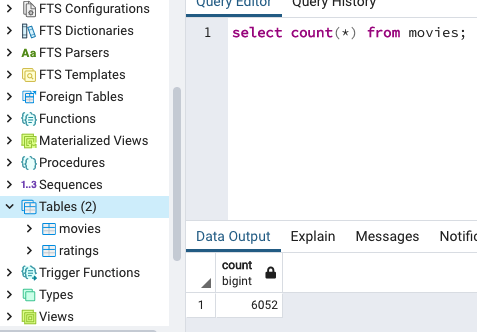 FTS Configurations
FTS Dictionaries
Aa FTS Parsers
FTS Templates
Foreign Tables
Functions
Materialized Views
Procedures
1..3 Sequences
Tables (2)
movies
ratings
Trigger Functions
Types
Views
Query Editor Query History
1 select count(*) from movies;
Data Output Explain Messages
count
bigint
1 6052